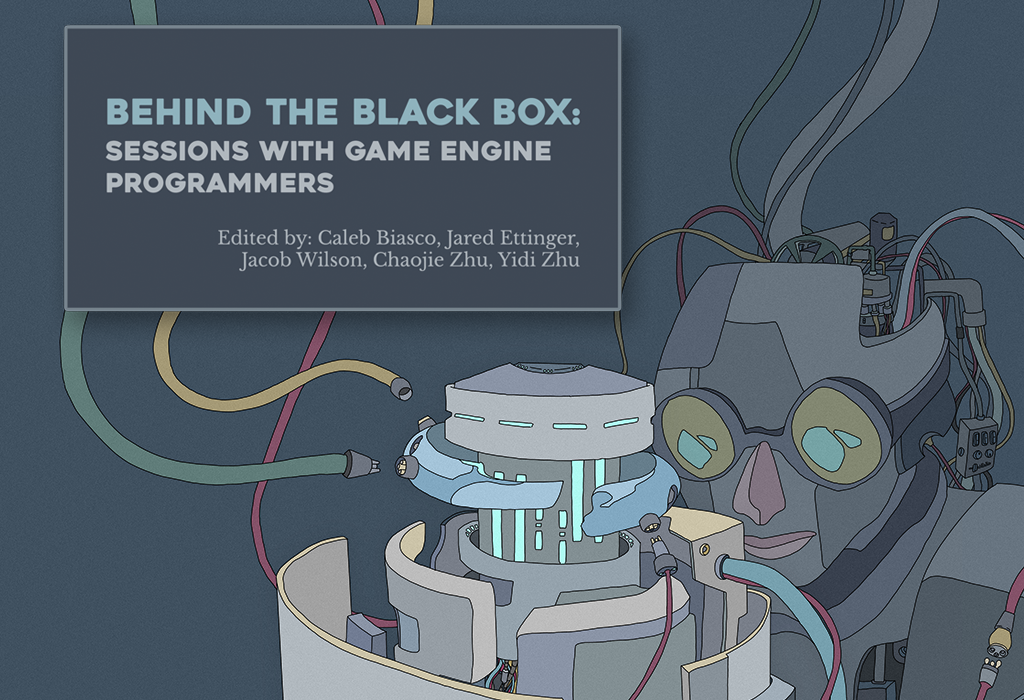 BEHIND THE BLACK BOX:
SESSIONS WITH GAME ENGINE
PROGRAMMERS
Edited by: Caleb Biasco, Jared Ettinger,
Jacob Wilson, Chaojie Zhu, Yidi Zhu